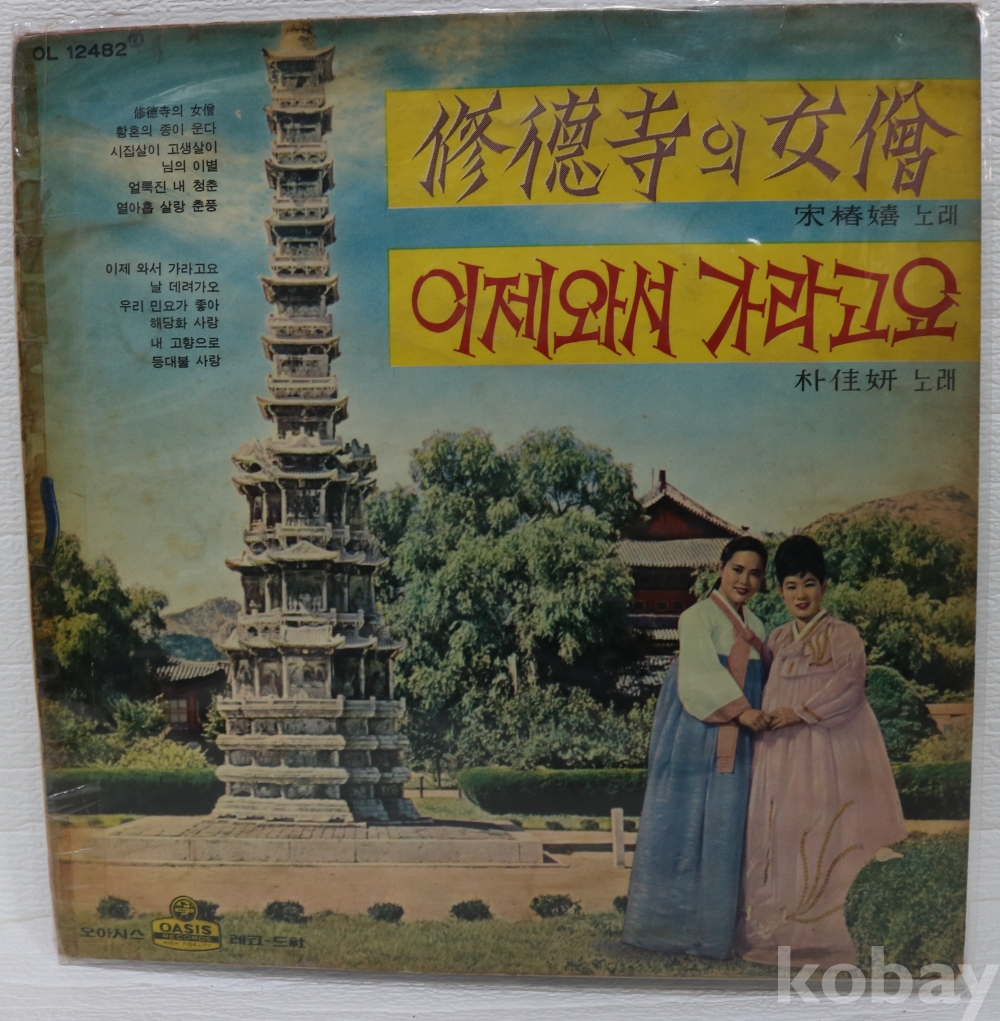 OL 12482
修德寺의 女僧
황혼의 종이 운다
시집살이 고생살이
님의 이별
얼룩진 내 청춘
열아홉 살랑 춘풍
이제 와서 가라고요
날 데려가오
우리 민요가 좋아
해당화 사랑
내 고향으로
등대불 사랑
修德寺의 女僧
宋椿嬉 노래
이제와서 가라고요
朴佳妍 노래
오아시스
OASIS
RECORDS
HIGH FIDELITY
레코-드社
kobay